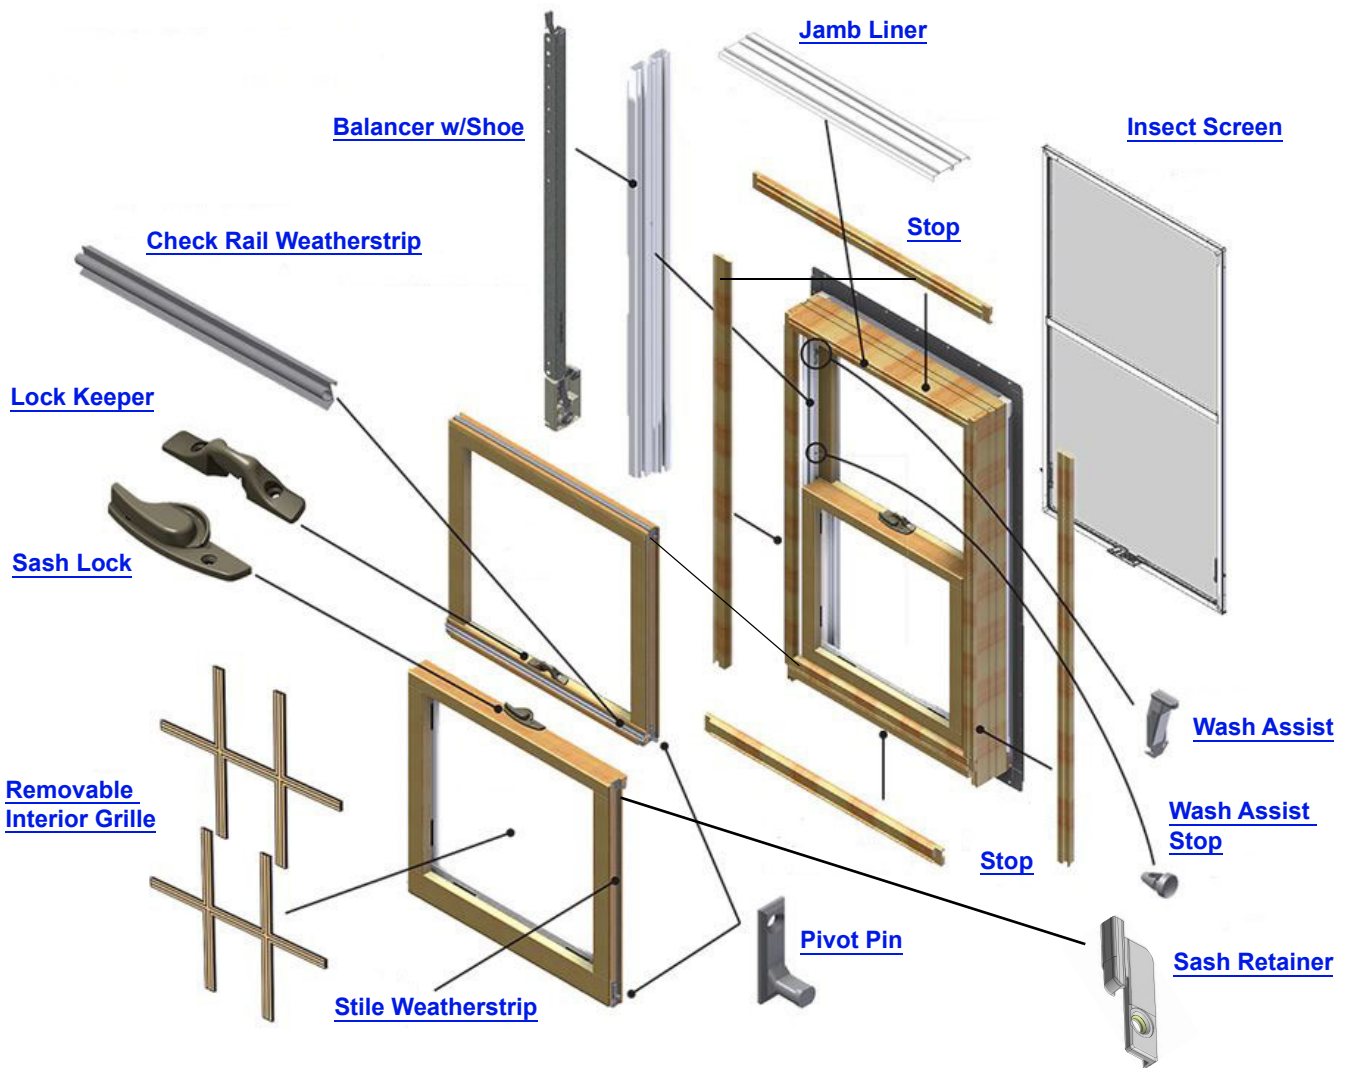 Jamb Liner
Balancer w/Shoe
Insect Screen
Stop
Check Rail Weatherstrip
Lock Keeper
Sash Lock
Wash Assist
Removable
Interior Grille
Wash Assist
Stop
Stop
Pivot Pin
Sash Retainer
Stile Weatherstrip